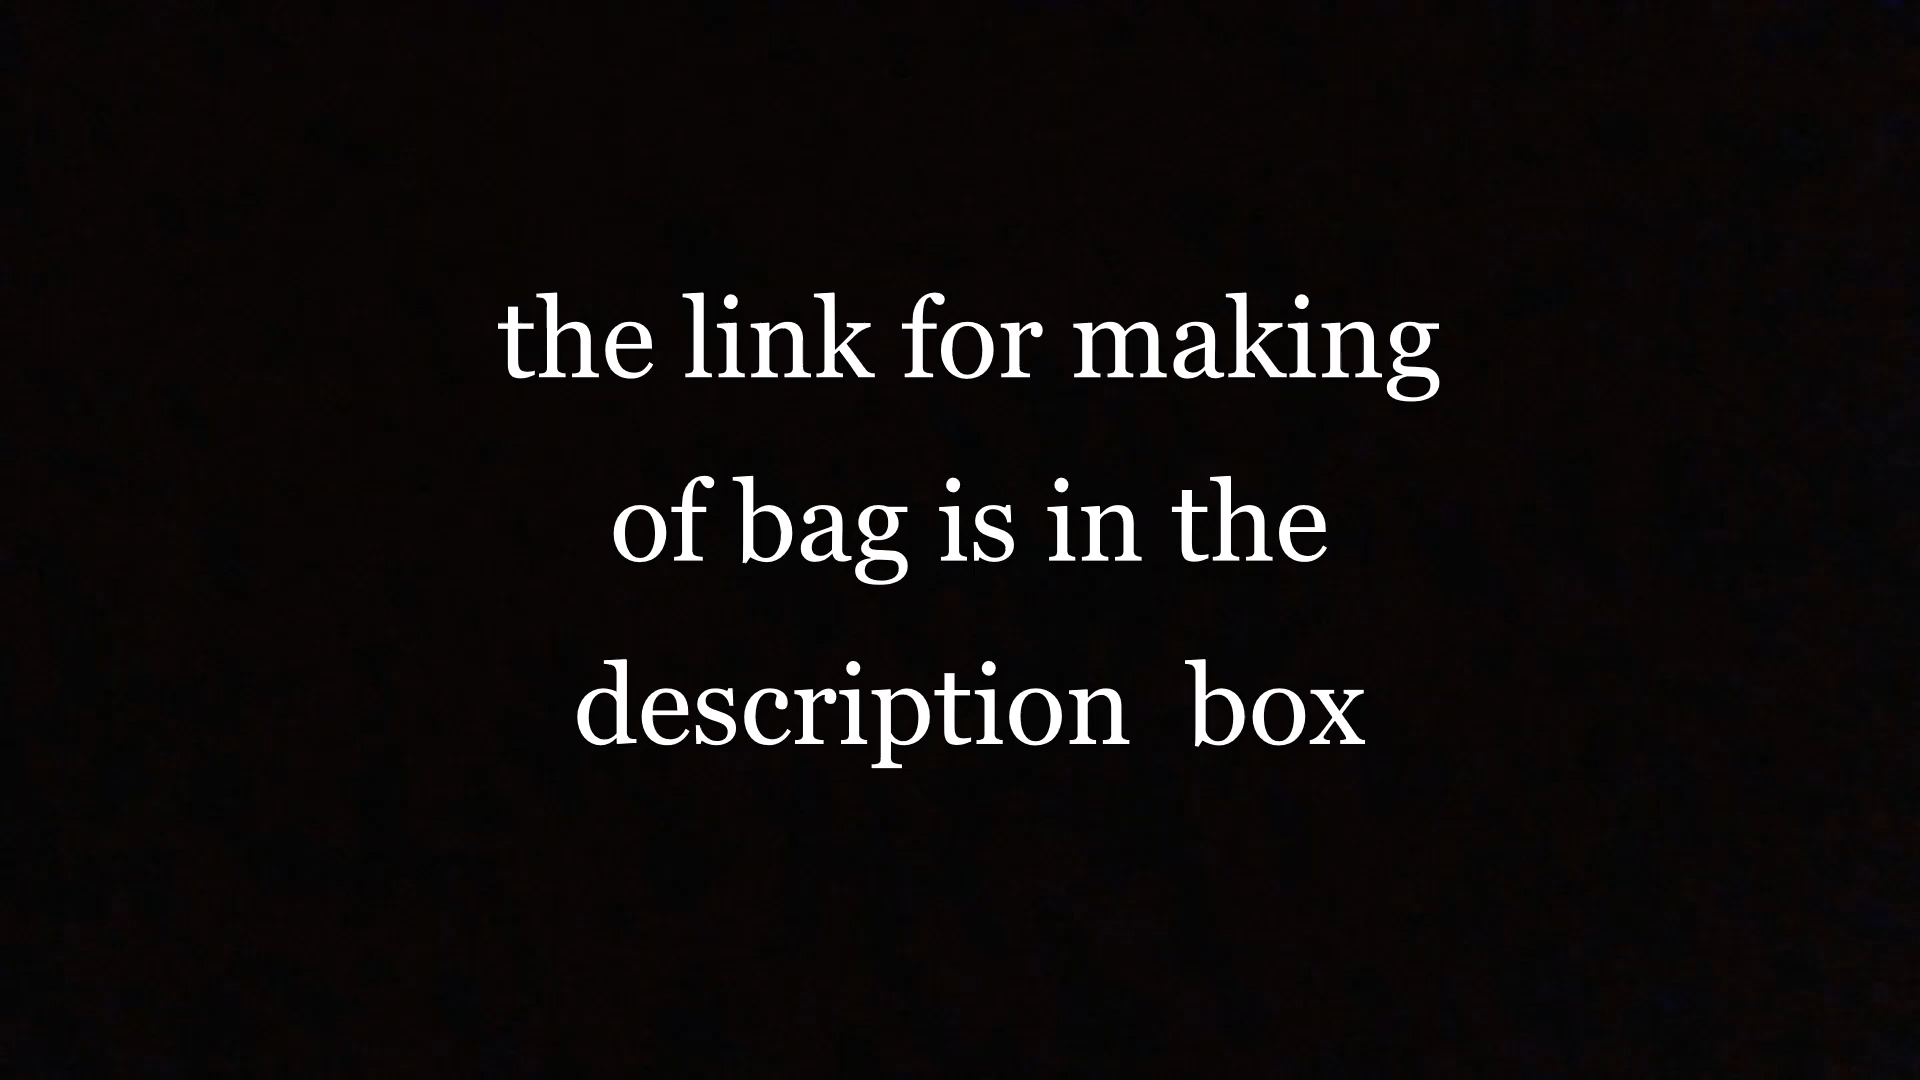 the link for making
of bag is in the
description  box